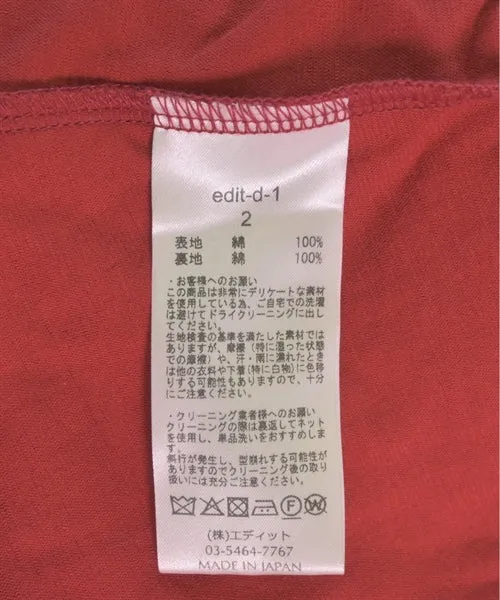 edit-d-1
2
表地 綿 100%
裏地 綿 100%
・お客様へのお願い
この商品は非常にデリケートな素材
を使用している為、ご自宅での洗濯
は避けてドライクリーニングに出し
てください。
生地検査の基準を満たした素材では
ありますが、摩擦(特に湿った状態
での摩擦)や、汗・雨に濡れたとき
は他の衣料や下着(特に白物)に色移
りする可能性もありますので、十分
にご注意ください。
・クリーニング業者様へのお願い
クリーニングの際は裏返してネット
を使用し、単品洗いをおすすめしま
す。
斜行が発生し、型崩れする可能性が
ありますのでクリーニング後の取り
扱いには充分ご注意ください。
(株)エディット
03-5464-7767
MADE IN JAPAN